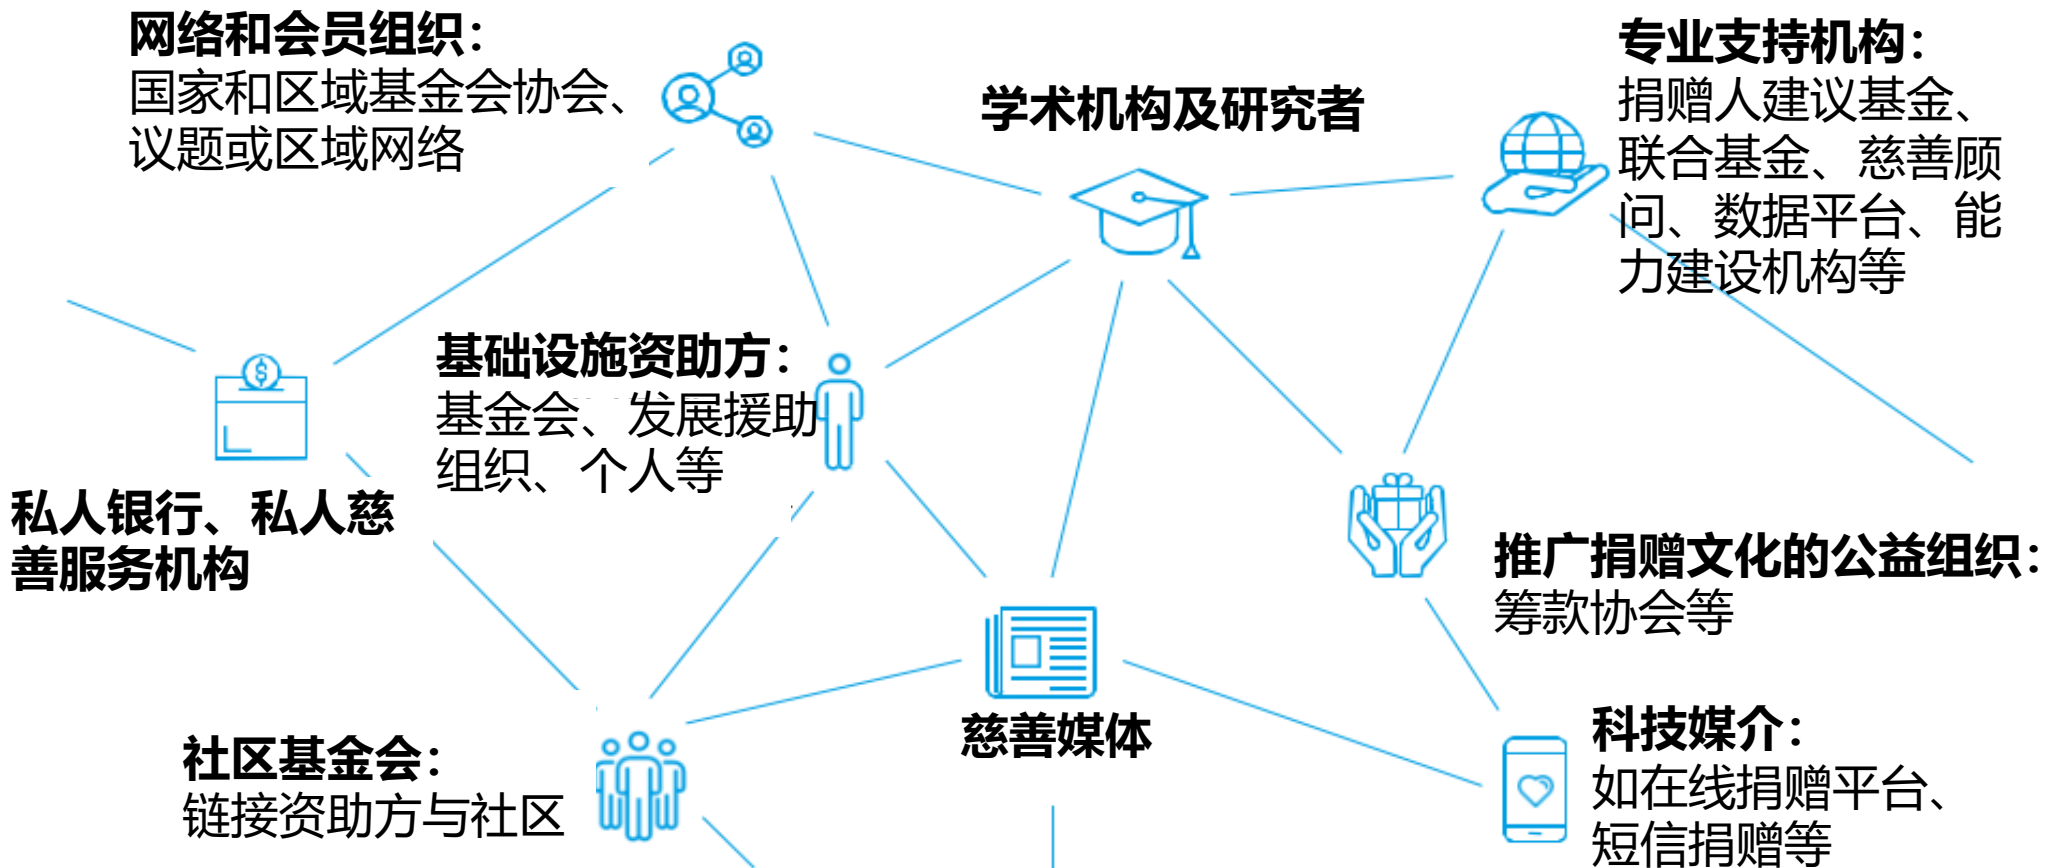 网络和会员组织：
国家和区域基金会协会、
议题或区域网络
学术机构及研究者
专业支持机构：
捐赠人建议基金、
联合基金、慈善顾
问、数据平台、能
力建设机构等
基础设施资助方：
基金会、发展援助
组织、个人等
私人银行、私人慈
善服务机构
推广捐赠文化的公益组织：
筹款协会等
慈善媒体
社区基金会：
链接资助方与社区
科技媒介：
如在线捐赠平台、
短信捐赠等